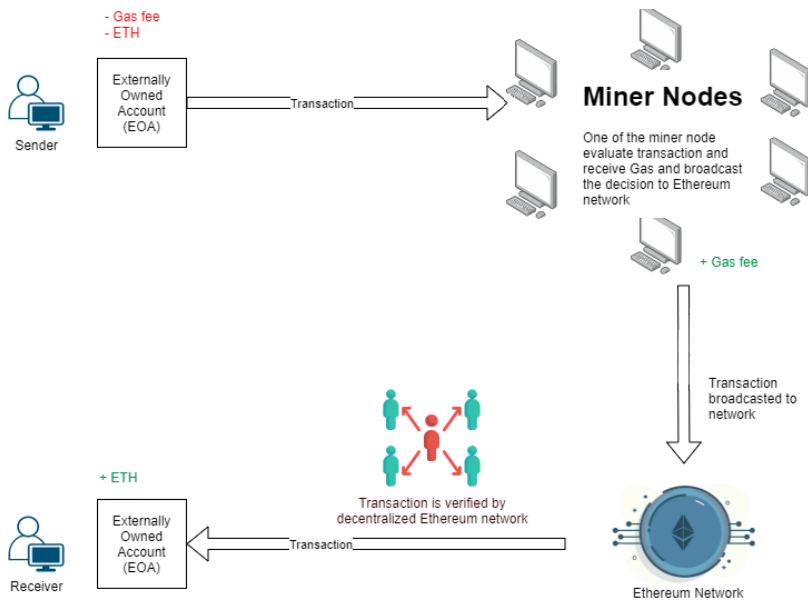 - Gas fee
- ETH
Externally
Owned
Account
(EOA)
Sender
Transaction
Miner Nodes
One of the miner node
evaluate transaction and
receive Gas and broadcast
the decision to Ethereum
network
+ Gas fee
Transaction
broadcasted to
network
Transaction is verified by
decentralized Ethereum network
+ ETH
Externally
Owned
Account
(EOA)
Receiver
Transaction
Ethereum Network